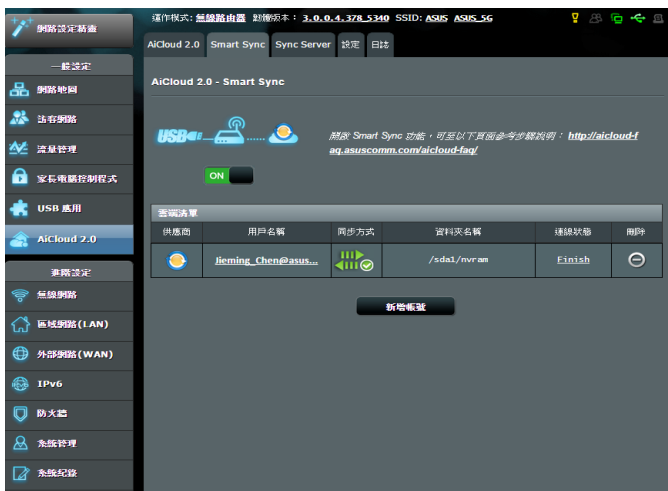 網路設定精靈
運作模式: 無線路由器 韌體版本： 3.0.0.4.378_5340 SSID: ASUS ASUS_5G
AiCloud 2.0 Smart Sync Sync Server 設定 日誌
一般設定
網路地圖
訪客網路
流量管理
家長電腦控制程式
USB 應用
AiCloud 2.0
進階設定
無線網路
區域網路(LAN)
外部網路(WAN)
IPv6
防火牆
系統管理
系統紀錄
AiCloud 2.0 - Smart Sync
USB
開啟 Smart Sync 功能，可至以下頁面參考步驟說明： http://aicloud-f
aq.asuscomm.com/aicloud-faq/
ON
雲端清單
供應商 用戶名稱 同步方式 資料夾名稱 連線狀態 刪除
Jieming_Chen@asus... /sda1/nvram Finish
新增帳號